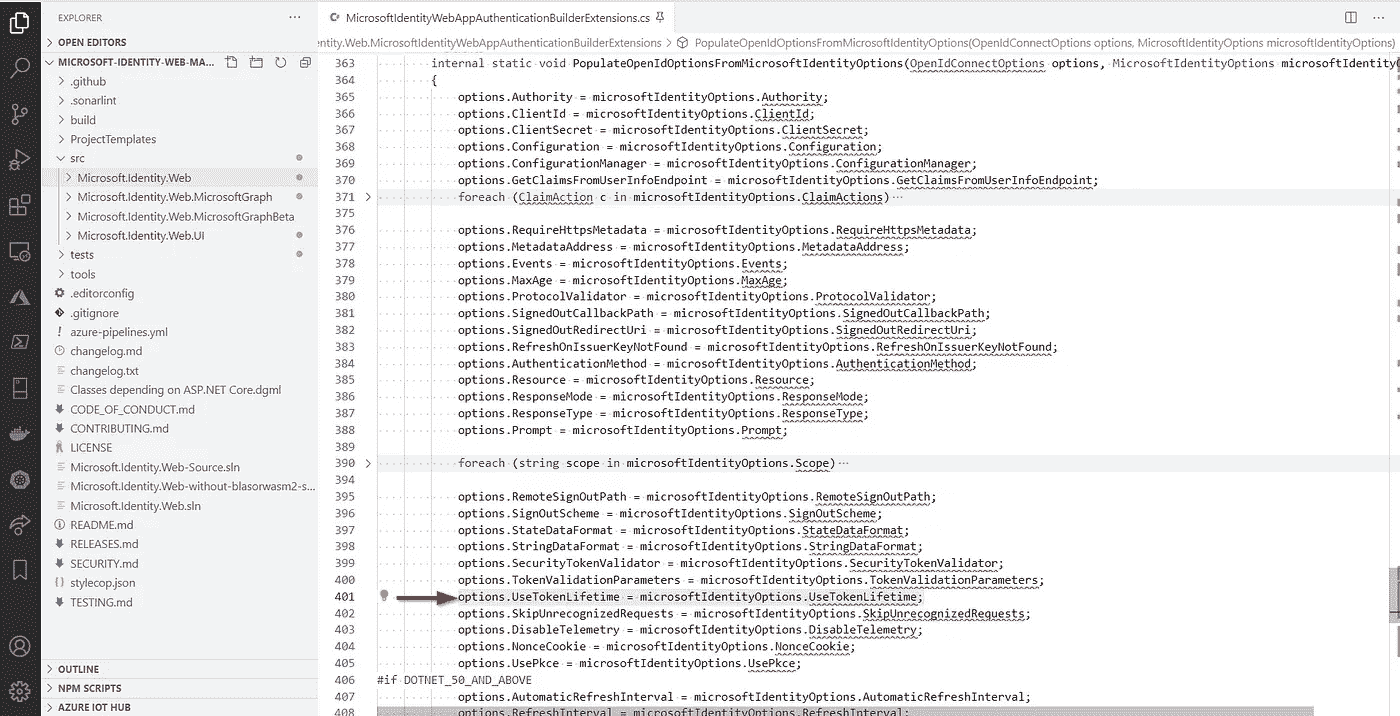 EXPLORER
OPEN EDITORS
MICROSOFT-IDENTITY-WEB-MA...
.github
.sonarlint
build
ProjectTemplates
src
Microsoft.Identity.Web
Microsoft.Identity.Web.MicrosoftGraph
Microsoft.Identity.Web.MicrosoftGraphBeta
Microsoft.Identity.Web.UI
tests
tools
.editorconfig
.gitignore
! azure-pipelines.yml
changelog.md
changelog.txt
Classes depending on ASP.NET Core.dgml
CODE_OF_CONDUCT.md
CONTRIBUTING.md
LICENSE
Microsoft.Identity.Web-Source.sln
Microsoft.Identity.Web-without-blasorwasm2-s...
Microsoft.Identity.Web.sln
README.md
RELEASES.md
SECURITY.md
{} stylecop.json
TESTING.md
OUTLINE
NPM SCRIPTS
AZURE IOT HUB
MicrosoftIdentityWebAppAuthenticationBuilderExtensions.cs
entity.Web.MicrosoftIdentityWebAppAuthenticationBuilderExtensions > PopulateOpenIdOptionsFromMicrosoftIdentityOptions(OpenIdConnectOptions options, MicrosoftIdentityOptions microsoftIdentityOptions)
363 internal static void PopulateOpenIdOptionsFromMicrosoftIdentityOptions(OpenIdConnectOptions options, MicrosoftIdentityOptions microsoftIdentityO
364 {
365 options.Authority = microsoftIdentityOptions.Authority;
366 options.ClientId = microsoftIdentityOptions.ClientId;
367 options.ClientSecret = microsoftIdentityOptions.ClientSecret;
368 options.Configuration = microsoftIdentityOptions.Configuration;
369 options.ConfigurationManager = microsoftIdentityOptions.ConfigurationManager;
370 options.GetClaimsFromUserInfoEndpoint = microsoftIdentityOptions.GetClaimsFromUserInfoEndpoint;
371 foreach (ClaimAction c in microsoftIdentityOptions.ClaimActions)...
375
376 options.RequireHttpsMetadata = microsoftIdentityOptions.RequireHttpsMetadata;
377 options.MetadataAddress = microsoftIdentityOptions.MetadataAddress;
378 options.Events = microsoftIdentityOptions.Events;
379 options.MaxAge = microsoftIdentityOptions.MaxAge;
380 options.ProtocolValidator = microsoftIdentityOptions.ProtocolValidator;
381 options.SignedOutCallbackPath = microsoftIdentityOptions.SignedOutCallbackPath;
382 options.SignedOutRedirectUri = microsoftIdentityOptions.SignedOutRedirectUri;
383 options.RefreshOnIssuerKeyNotFound = microsoftIdentityOptions.RefreshOnIssuerKeyNotFound;
384 options.AuthenticationMethod = microsoftIdentityOptions.AuthenticationMethod;
385 options.Resource = microsoftIdentityOptions.Resource;
386 options.ResponseMode = microsoftIdentityOptions.ResponseMode;
387 options.ResponseType = microsoftIdentityOptions.ResponseType;
388 options.Prompt = microsoftIdentityOptions.Prompt;
389
390 foreach (string scope in microsoftIdentityOptions.Scope)...
394
395 options.RemoteSignOutPath = microsoftIdentityOptions.RemoteSignOutPath;
396 options.SignOutScheme = microsoftIdentityOptions.SignOutScheme;
397 options.StateDataFormat = microsoftIdentityOptions.StateDataFormat;
398 options.StringDataFormat = microsoftIdentityOptions.StringDataFormat;
399 options.SecurityTokenValidator = microsoftIdentityOptions.SecurityTokenValidator;
400 options.TokenValidationParameters = microsoftIdentityOptions.TokenValidationParameters;
401 options.UseTokenLifetime = microsoftIdentityOptions.UseTokenLifetime;
402 options.SkipUnrecognizedRequests = microsoftIdentityOptions.SkipUnrecognizedRequests;
403 options.DisableTelemetry = microsoftIdentityOptions.DisableTelemetry;
404 options.NonceCookie = microsoftIdentityOptions.NonceCookie;
405 options.UsePkce = microsoftIdentityOptions.UsePkce;
406 #if DOTNET_50_AND_ABOVE
407 options.AutomaticRefreshInterval = microsoftIdentityOptions.AutomaticRefreshInterval;
408 options.RefreshInterval = microsoftIdentityOptions.RefreshInterval;